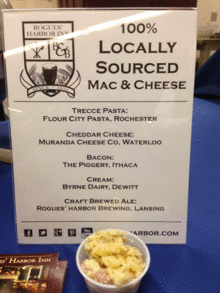 ROGUES'
HARBOR INN
R
H
B&B
100%
LOCALLY
SOURCED
MAC & CHEESE
TRECCE PASTA:
FLOUR CITY PASTA, ROCHESTER
CHEDDAR CHEESE:
MURANDA CHEESE CO, WATERLOO
BACON:
THE PIGGERY, ITHACA
CREAM:
BYRNE DAIRY, DEWITT
CRAFT BREWED ALE:
ROGUES' HARBOR BREWING, LANSING
HARBOR.COM
S' HARBOR INN